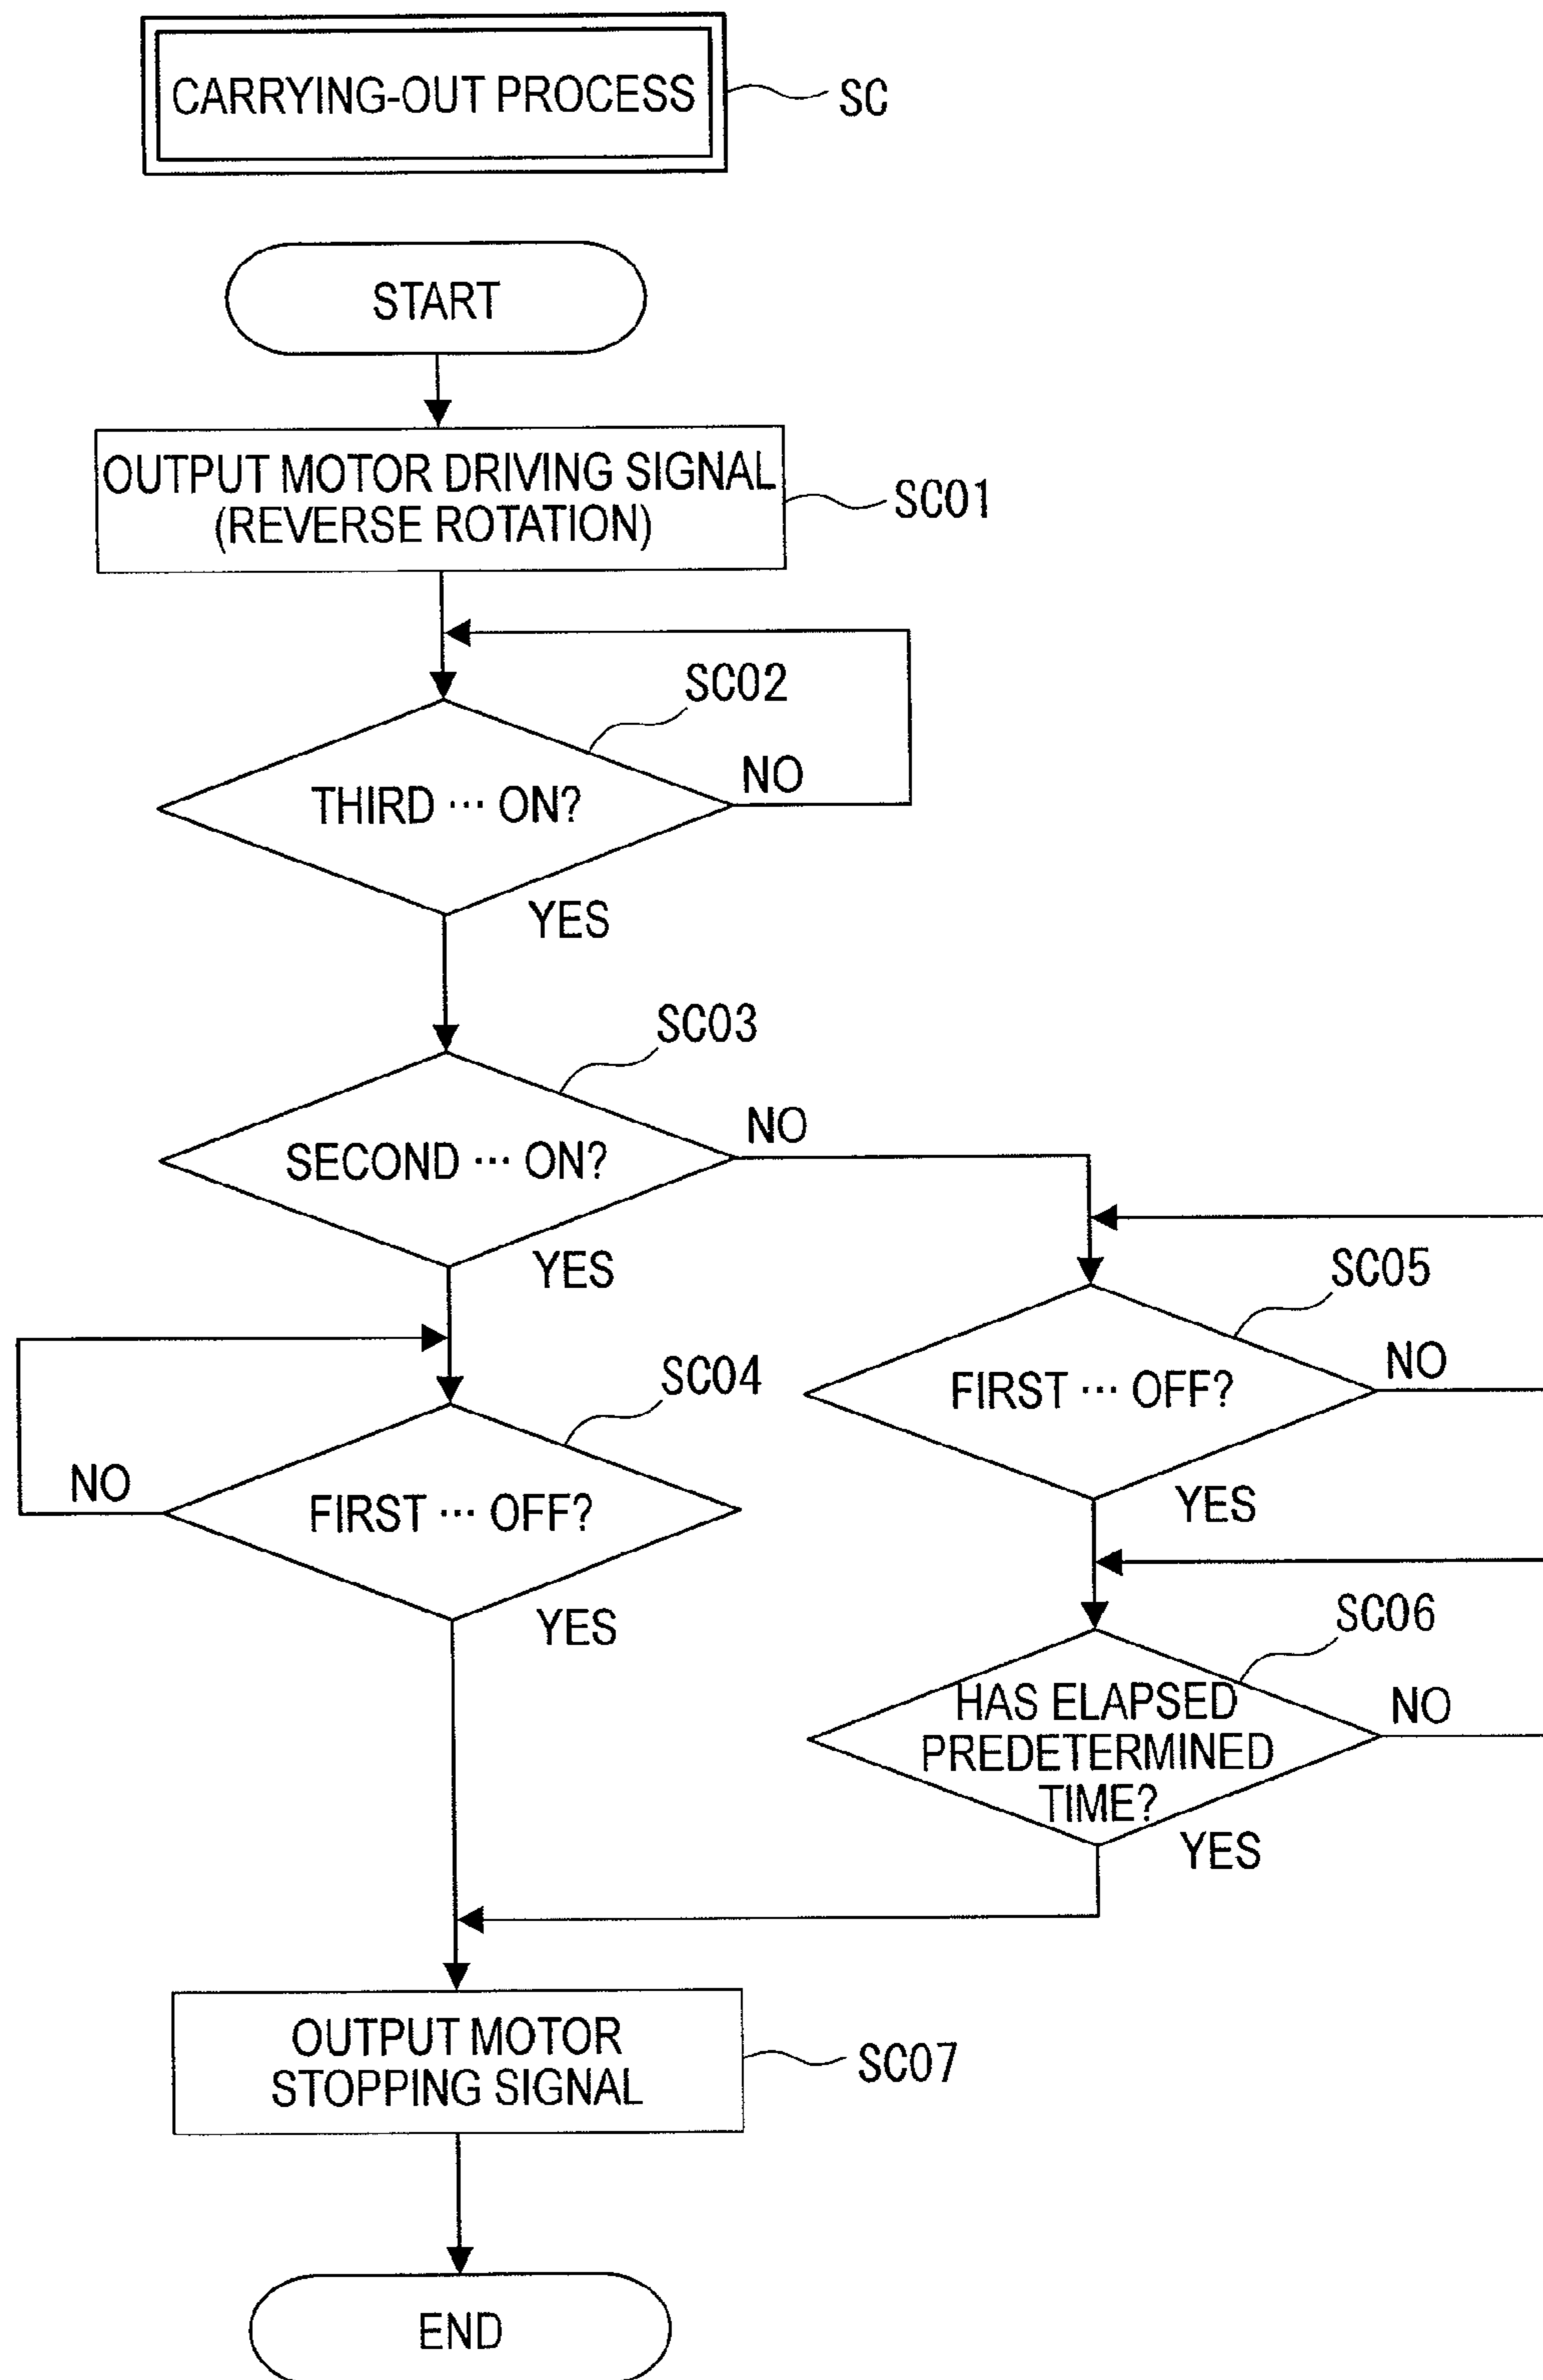 CARRYING-OUT PROCESS
SC
START
OUTPUT MOTOR DRIVING SIGNAL
(REVERSE ROTATION)
SC01
SC02
THIRD ··· ON?
NO
YES
SC03
SECOND ··· ON?
NO
YES
SC05
FIRST ··· OFF?
NO
YES
SC04
FIRST ··· OFF?
NO
YES
SC06
HAS ELAPSED
PREDETERMINED
TIME?
NO
YES
OUTPUT MOTOR
STOPPING SIGNAL
SC07
END